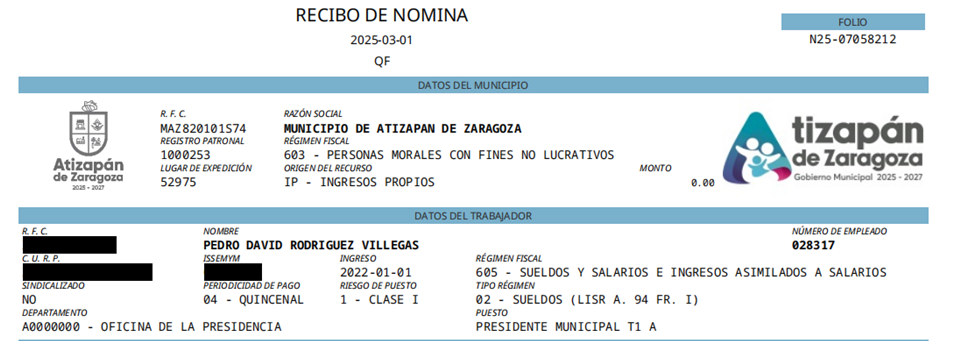 RECIBO DE NOMINA
2025-03-01
QF
FOLIO
N25-07058212
DATOS DEL MUNICIPIO
Atizapán
de Zaragoza
2025 - 2027
R. F. C.
MAZ820101S74
REGISTRO PATRONAL
1000253
LUGAR DE EXPEDICIÓN
52975
RAZÓN SOCIAL
MUNICIPIO DE ATIZAPAN DE ZARAGOZA
RÉGIMEN FISCAL
603 - PERSONAS MORALES CON FINES NO LUCRATIVOS
ORIGEN DEL RECURSO
IP - INGRESOS PROPIOS
MONTO
0.00
tizapán
de Zaragoza
Gobierno Municipal 2025 - 2027
DATOS DEL TRABAJADOR
R. F. C. NOMBRE NÚMERO DE EMPLEADO
PEDRO DAVID RODRIGUEZ VILLEGAS 028317
C. U. R. P. ISSEMYM INGRESO RÉGIMEN FISCAL
2022-01-01 605 - SUELDOS Y SALARIOS E INGRESOS ASIMILADOS A SALARIOS
SINDICALIZADO PERIODICIDAD DE PAGO RIESGO DE PUESTO TIPO RÉGIMEN
NO 04 - QUINCENAL 1 - CLASE I 02 - SUELDOS (LISR A. 94 FR. I)
DEPARTAMENTO PUESTO
A0000000 - OFICINA DE LA PRESIDENCIA PRESIDENTE MUNICIPAL T1 A